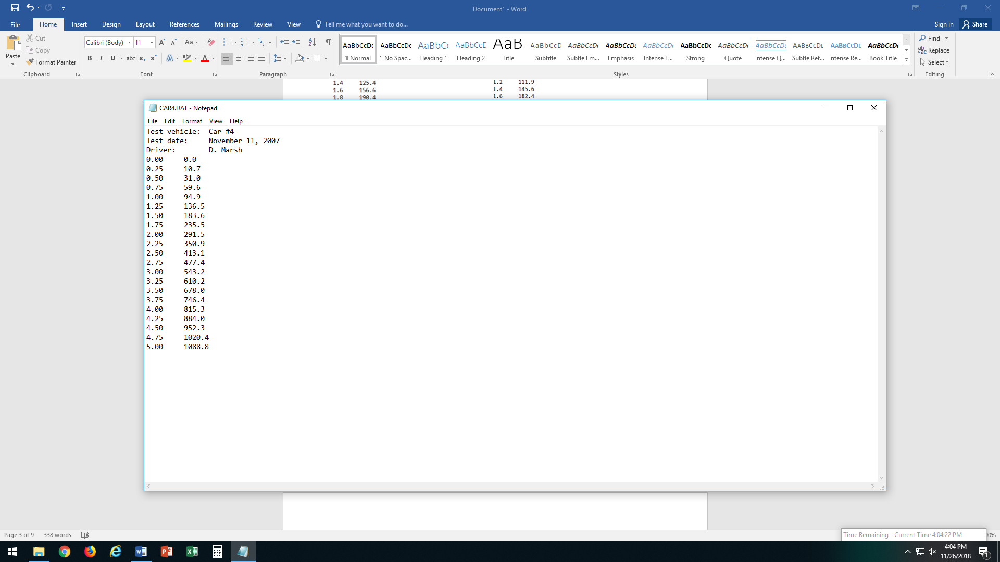 Document1 - Word
File Home Insert Design Layout References Mailings Review View Tell me what you want to do... Sign in Share
Paste
Cut
Copy
Format Painter
Clipboard
Calibri (Body) 11
Font
Paragraph
AaBbCcDc AaBbCcDc AaBbCc AaBbCcD AaB AaBbCcD AaBbCcDc AaBbCcDc AaBbCcDc AaBbCcDc AaBbCcDc AaBbCcDc AABBCCDE AABBCCDE AaBbCcDc
¶ Normal ¶ No Spac... Heading 1 Heading 2 Title Subtitle Subtle Em... Emphasis Intense E... Strong Quote Intense Q... Subtle Ref... Intense Re... Book Title
Styles
Find
Replace
Select
Editing
1.4 125.4
1.6 156.6
1.8 190.4
1.2 111.9
1.4 145.6
1.6 182.4
CAR4.DAT - Notepad
File Edit Format View Help
Test vehicle: Car #4
Test date: November 11, 2007
Driver: D. Marsh
0.00 0.0
0.25 10.7
0.50 31.0
0.75 59.6
1.00 94.9
1.25 136.5
1.50 183.6
1.75 235.5
2.00 291.5
2.25 350.9
2.50 413.1
2.75 477.4
3.00 543.2
3.25 610.2
3.50 678.0
3.75 746.4
4.00 815.3
4.25 884.0
4.50 952.3
4.75 1020.4
5.00 1088.8
Page 3 of 9 338 words
Time Remaining - Current Time 4:04:22 PM
00%
4:04 PM
11/26/2018
1